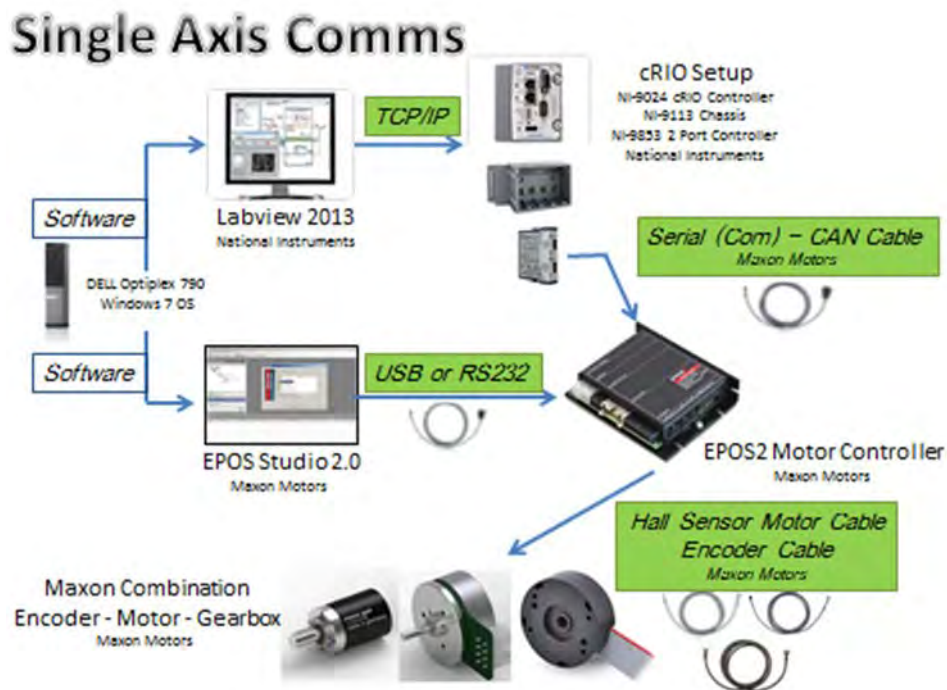 Single Axis Comms
cRIO Setup
NI-9024 cRIO Controller
NI-9113 Chassis
NI-9853 2 Port Controller
National Instruments
TCP/IP
Software
Labview 2013
National Instruments
Serial (Com) – CAN Cable
Maxon Motors
DELL Optiplex 790
Windows 7 OS
Software
USB or RS232
EPOS Studio 2.0
Maxon Motors
EPOS2 Motor Controller
Maxon Motors
Hall Sensor Motor Cable
Encoder Cable
Maxon Motors
Maxon Combination
Encoder - Motor - Gearbox
Maxon Motors